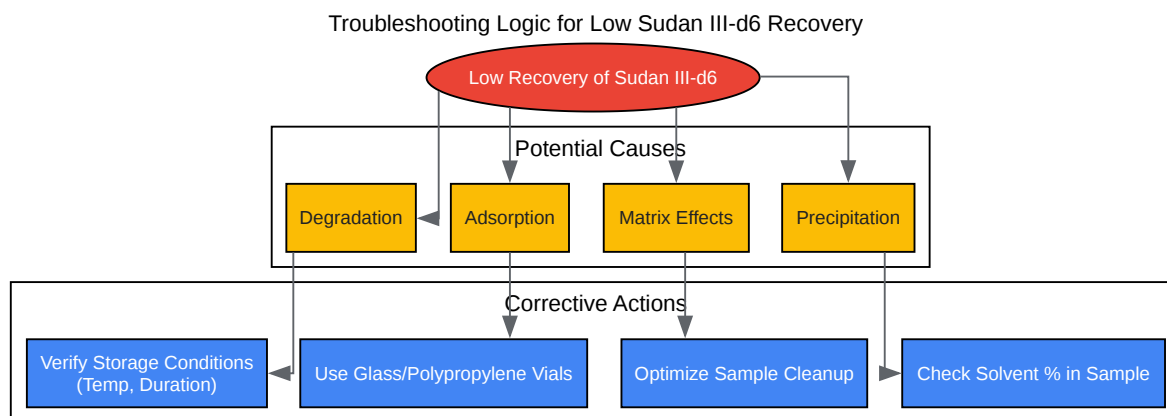 Troubleshooting Logic for Low Sudan III-d6 Recovery
Low Recovery of Sudan III-d6
Potential Causes
Degradation
Adsorption
Matrix Effects
Precipitation
Corrective Actions
Verify Storage Conditions
(Temp, Duration)
Use Glass/Polypropylene Vials
Optimize Sample Cleanup
Check Solvent % in Sample